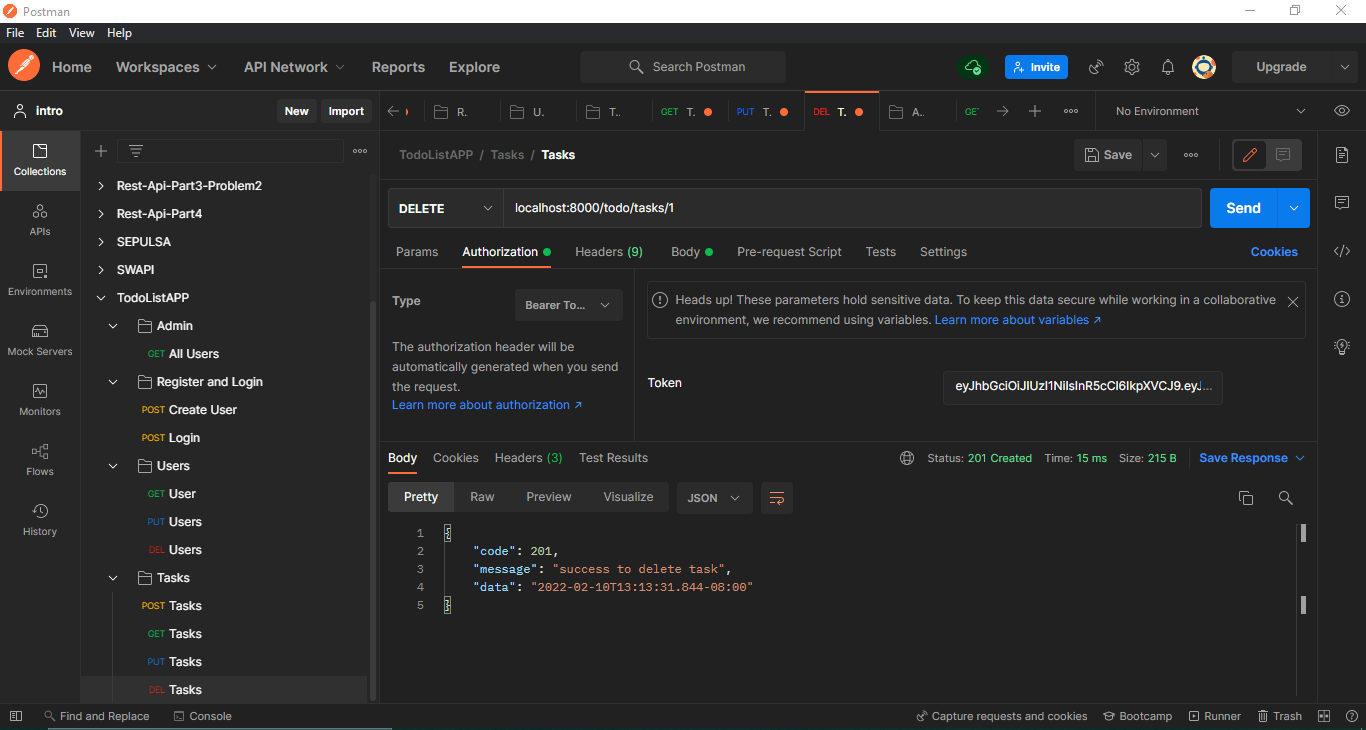 Postman
File Edit View Help
Home Workspaces API Network Reports Explore Search Postman Invite Upgrade
intro New Import
R. U. T.. GET T. PUT T. DEL T. A.. GE No Environment
Collections
APIs
Environments
Mock Servers
Monitors
Flows
History
Rest-Api-Part3-Problem2
Rest-Api-Part4
SEPULSA
SWAPI
TodoListAPP
Admin
GET All Users
Register and Login
POST Create User
POST Login
Users
GET User
PUT Users
DEL Users
Tasks
POST Tasks
GET Tasks
PUT Tasks
DEL Tasks
TodoListAPP / Tasks / Tasks Save
DELETE localhost:8000/todo/tasks/1 Send
Params Authorization Headers (9) Body Pre-request Script Tests Settings Cookies
Type Bearer To...
The authorization header will be
automatically generated when you send
the request.
Learn more about authorization ↗
Heads up! These parameters hold sensitive data. To keep this data secure while working in a collaborative
environment, we recommend using variables. Learn more about variables ↗
Token eyJhbGciOiJIUzI1NiIsInR5cCI6IkpXVCJ9.eyJ...
Body Cookies Headers (3) Test Results Status: 201 Created Time: 15 ms Size: 215 B Save Response
Pretty Raw Preview Visualize JSON
1 {
2 "code": 201,
3 "message": "success to delete task",
4 "data": "2022-02-10T13:13:31.844-08:00"
5 }
Find and Replace Console Capture requests and cookies Bootcamp Runner Trash